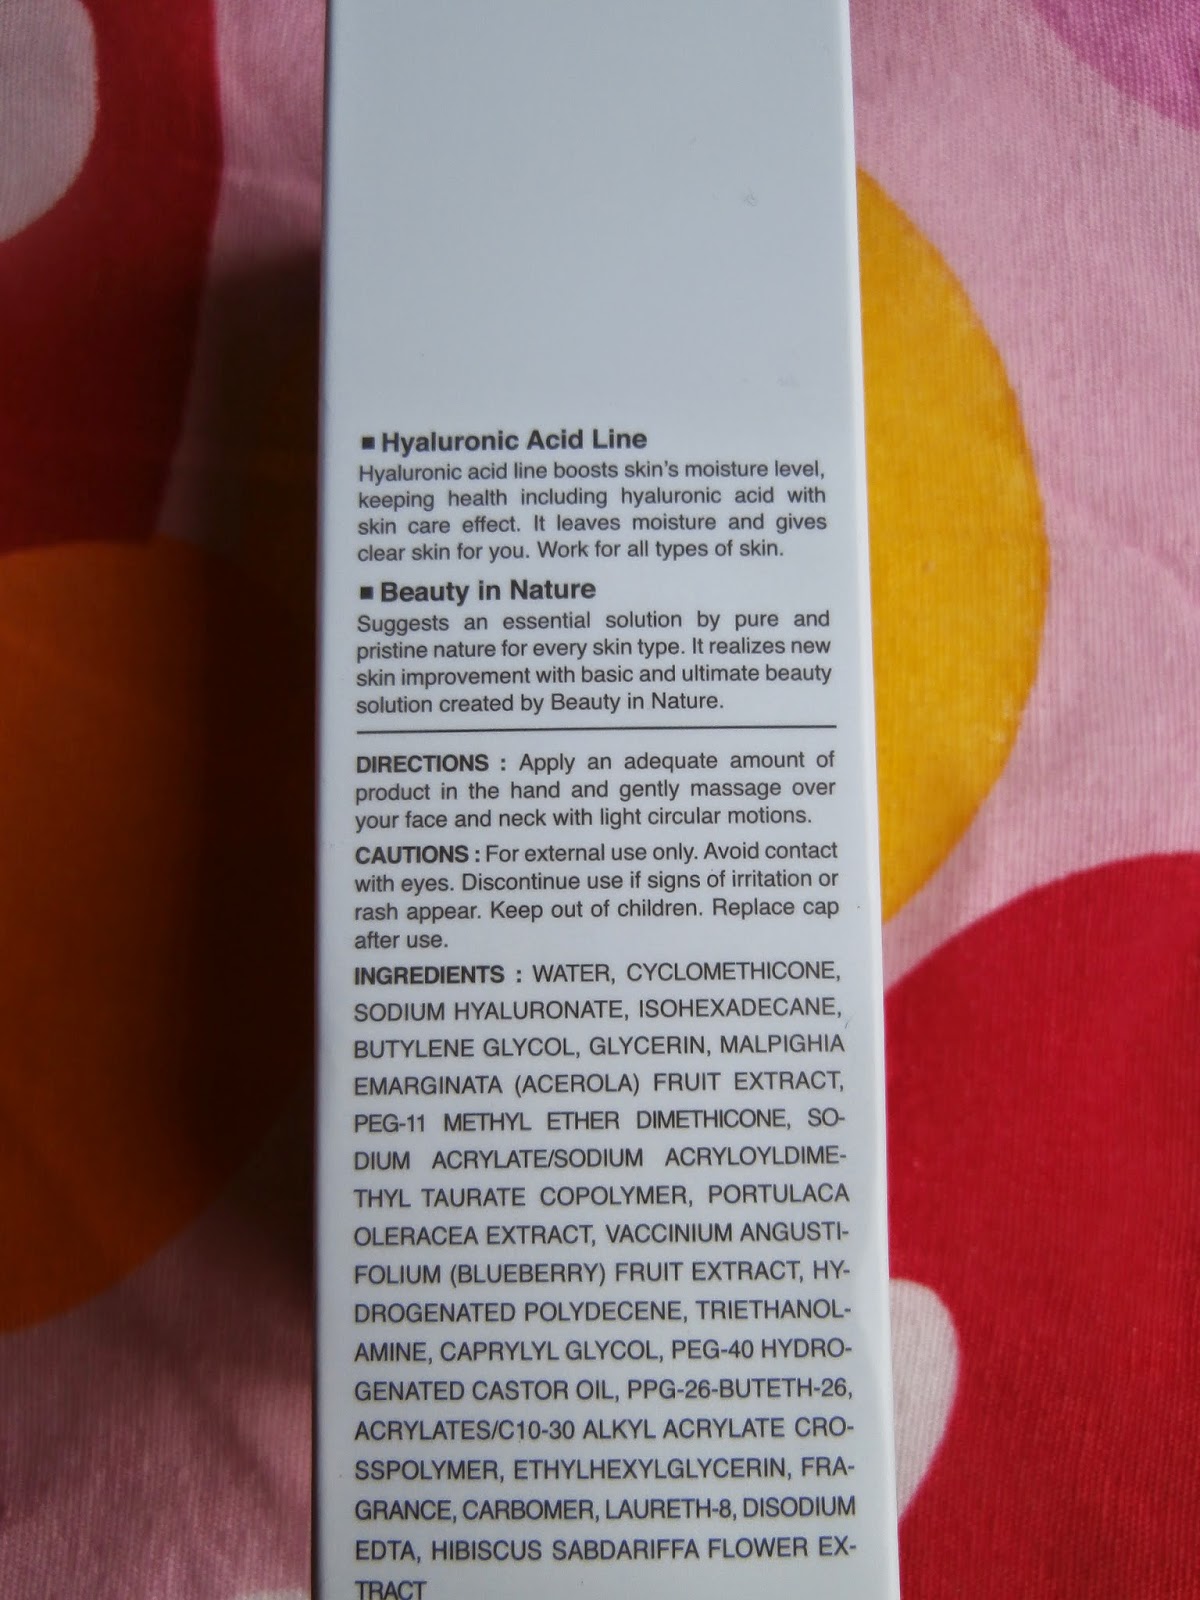 ■ Hyaluronic Acid Line
Hyaluronic acid line boosts skin's moisture level,
keeping health including hyaluronic acid with
skin care effect. It leaves moisture and gives
clear skin for you. Work for all types of skin.
■ Beauty in Nature
Suggests an essential solution by pure and
pristine nature for every skin type. It realizes new
skin improvement with basic and ultimate beauty
solution created by Beauty in Nature.
DIRECTIONS : Apply an adequate amount of
product in the hand and gently massage over
your face and neck with light circular motions.
CAUTIONS : For external use only. Avoid contact
with eyes. Discontinue use if signs of irritation or
rash appear. Keep out of children. Replace cap
after use.
INGREDIENTS : WATER, CYCLOMETHICONE,
SODIUM HYALURONATE, ISOHEXADECANE,
BUTYLENE GLYCOL, GLYCERIN, MALPIGHIA
EMARGINATA (ACEROLA) FRUIT EXTRACT,
PEG-11 METHYL ETHER DIMETHICONE, SO-
DIUM ACRYLATE/SODIUM ACRYLOYLDIME-
THYL TAURATE COPOLYMER, PORTULACA
OLERACEA EXTRACT, VACCINIUM ANGUSTI-
FOLIUM (BLUEBERRY) FRUIT EXTRACT, HY-
DROGENATED POLYDECENE, TRIETHANOL-
AMINE, CAPRYLYL GLYCOL, PEG-40 HYDRO-
GENATED CASTOR OIL, PPG-26-BUTETH-26,
ACRYLATES/C10-30 ALKYL ACRYLATE CRO-
SSPOLYMER, ETHYLHEXYLGLYCERIN, FRA-
GRANCE, CARBOMER, LAURETH-8, DISODIUM
EDTA, HIBISCUS SABDARIFFA FLOWER EX-
TRACT